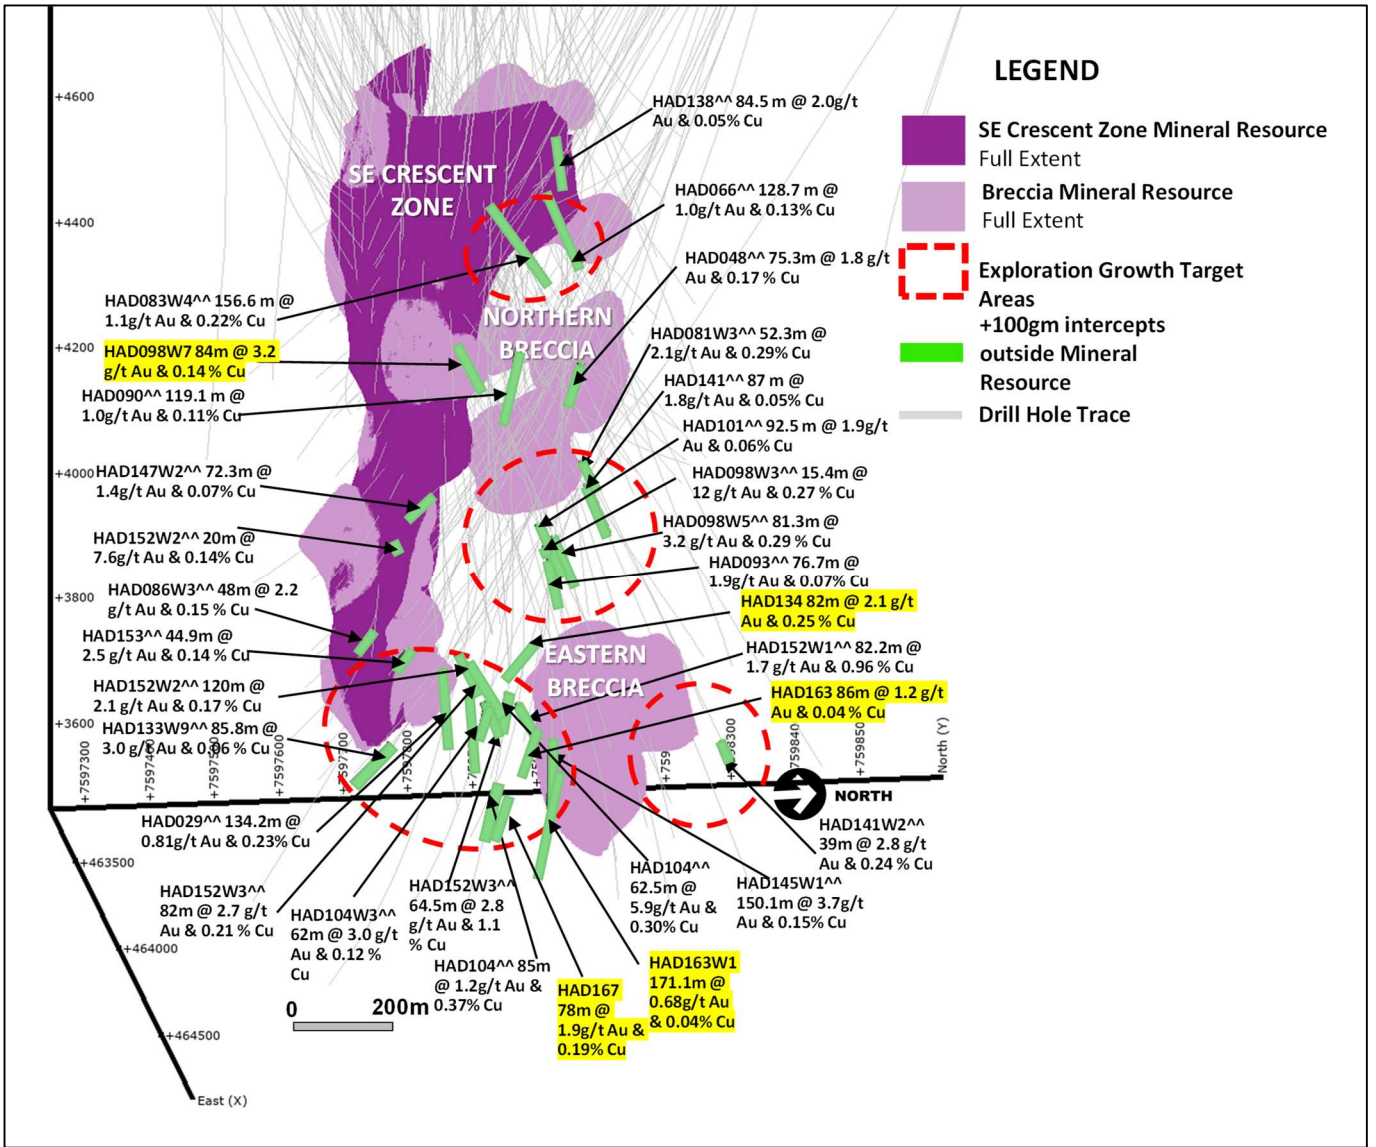 LEGEND
SE Crescent Zone Mineral Resource
Full Extent
Breccia Mineral Resource
Full Extent
Exploration Growth Target
Areas
+100gm intercepts
outside Mineral
Resource
Drill Hole Trace
+4600
+4400
+4200
+4000
+3800
+3600
SE CRESCENT
ZONE
NORTHERN
BRECCIA
EASTERN
BRECCIA
HAD138^^ 84.5 m @ 2.0g/t
Au & 0.05% Cu
HAD066^^ 128.7 m @
1.0g/t Au & 0.13% Cu
HAD048^^ 75.3m @ 1.8 g/t
Au & 0.17 % Cu
HAD083W4^^ 156.6 m @
1.1g/t Au & 0.22% Cu
HAD098W7 84m @ 3.2
g/t Au & 0.14 % Cu
HAD090^^ 119.1 m @
1.0g/t Au & 0.11% Cu
HAD081W3^^ 52.3m @
2.1g/t Au & 0.29% Cu
HAD141^^ 87 m @
1.8g/t Au & 0.05% Cu
HAD101^^ 92.5 m @ 1.9g/t
Au & 0.06% Cu
HAD147W2^^ 72.3m @
1.4g/t Au & 0.07% Cu
HAD098W3^^ 15.4m @
12 g/t Au & 0.27 % Cu
HAD152W2^^ 20m @
7.6g/t Au & 0.14% Cu
HAD098W5^^ 81.3m @
3.2 g/t Au & 0.29 % Cu
HAD093^^ 76.7m @
1.9g/t Au & 0.07% Cu
HAD086W3^^ 48m @ 2.2
g/t Au & 0.15 % Cu
HAD134 82m @ 2.1 g/t
Au & 0.25 % Cu
HAD153^^ 44.9m @
2.5 g/t Au & 0.14 % Cu
HAD152W1^^ 82.2m @
1.7 g/t Au & 0.96 % Cu
HAD152W2^^ 120m @
2.1 g/t Au & 0.17 % Cu
HAD163 86m @ 1.2 g/t
Au & 0.04 % Cu
HAD133W9^^ 85.8m @
3.0 g/t Au & 0.06 % Cu
+7597300
+7597600
North (Y)
NORTH
HAD029^^ 134.2m @
0.81g/t Au & 0.23% Cu
HAD141W2^^
39m @ 2.8 g/t
Au & 0.24 % Cu
+463500
HAD152W3^^
82m @ 2.7 g/t
Au & 0.21 % Cu
HAD104W3^^
62m @ 3.0 g/t
Au & 0.12 %
Cu
HAD152W3^^
64.5m @ 2.8
g/t Au & 1.1
% Cu
HAD104^^
62.5m @
5.9g/t Au &
0.30% Cu
HAD145W1^^
150.1m @ 3.7g/t
Au & 0.15% Cu
+464000
HAD104^^ 85m
@ 1.2g/t Au &
0.37% Cu
HAD167
78m @
1.9g/t Au &
0.19% Cu
HAD163W1
171.1m @
0.68g/t Au
& 0.04% Cu
0 200m
+464500
East (X)